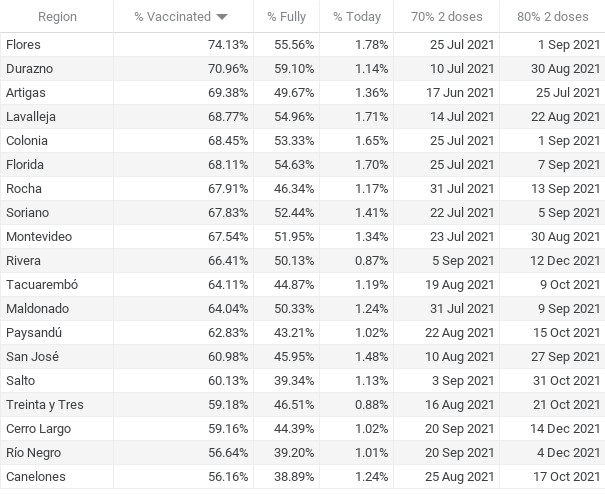 Region % Vaccinated % Fully % Today 70% 2 doses 80% 2 doses
Flores 74.13% 55.56% 1.78% 25 Jul 2021 1 Sep 2021
Durazno 70.96% 59.10% 1.14% 10 Jul 2021 30 Aug 2021
Artigas 69.38% 49.67% 1.36% 17 Jun 2021 25 Jul 2021
Lavalleja 68.77% 54.96% 1.71% 14 Jul 2021 22 Aug 2021
Colonia 68.45% 53.33% 1.65% 25 Jul 2021 1 Sep 2021
Florida 68.11% 54.63% 1.70% 25 Jul 2021 7 Sep 2021
Rocha 67.91% 46.34% 1.17% 31 Jul 2021 13 Sep 2021
Soriano 67.83% 52.44% 1.41% 22 Jul 2021 5 Sep 2021
Montevideo 67.54% 51.95% 1.34% 23 Jul 2021 30 Aug 2021
Rivera 66.41% 50.13% 0.87% 5 Sep 2021 12 Dec 2021
Tacuarembó 64.11% 44.87% 1.19% 19 Aug 2021 9 Oct 2021
Maldonado 64.04% 50.33% 1.24% 31 Jul 2021 9 Sep 2021
Paysandú 62.83% 43.21% 1.02% 22 Aug 2021 15 Oct 2021
San José 60.98% 45.95% 1.48% 10 Aug 2021 27 Sep 2021
Salto 60.13% 39.34% 1.13% 3 Sep 2021 31 Oct 2021
Treinta y Tres 59.18% 46.51% 0.88% 16 Aug 2021 21 Oct 2021
Cerro Largo 59.16% 44.39% 1.02% 20 Sep 2021 14 Dec 2021
Río Negro 56.64% 39.20% 1.01% 20 Sep 2021 4 Dec 2021
Canelones 56.16% 38.89% 1.24% 25 Aug 2021 17 Oct 2021